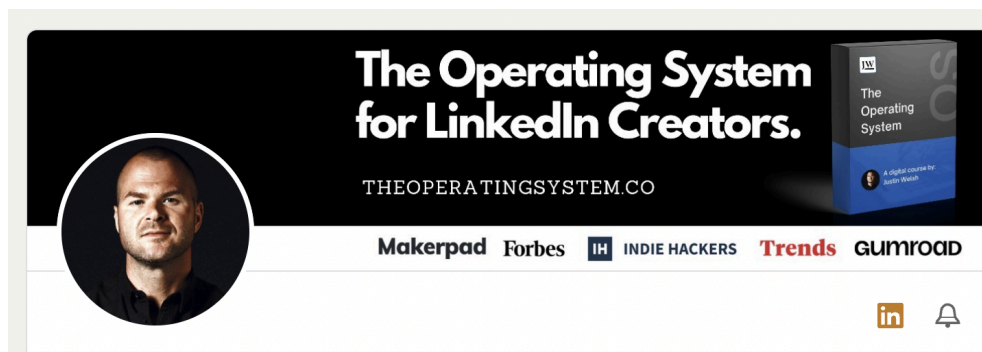 The Operating System
for LinkedIn Creators.
THEOPERATINGSYSTEM.CO
JW
The
Operating
System
OS
A digital course by:
Justin Welsh
Makerpad Forbes IH INDIE HACKERS Trends GUMROAD
in